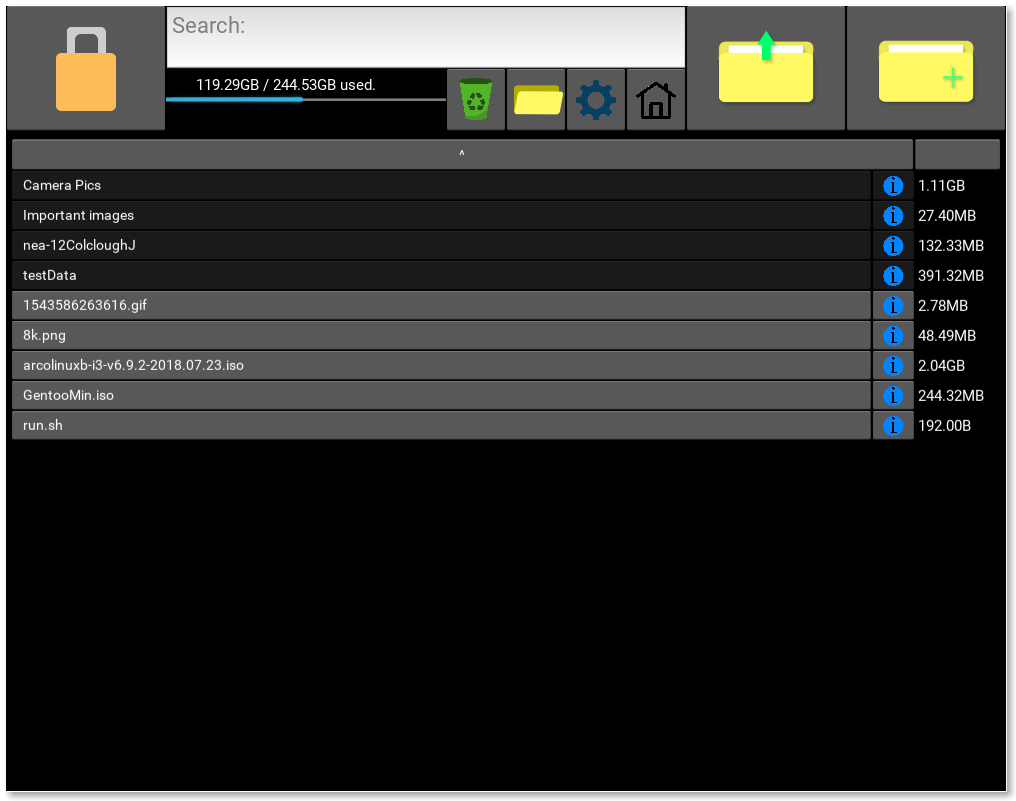 Search:
119.29GB / 244.53GB used.
^
Camera Pics 1.11GB
Important images 27.40MB
nea-12ColcloughJ 132.33MB
testData 391.32MB
1543586263616.gif 2.78MB
8k.png 48.49MB
arcolinuxb-i3-v6.9.2-2018.07.23.iso 2.04GB
GentooMin.iso 244.32MB
run.sh 192.00B